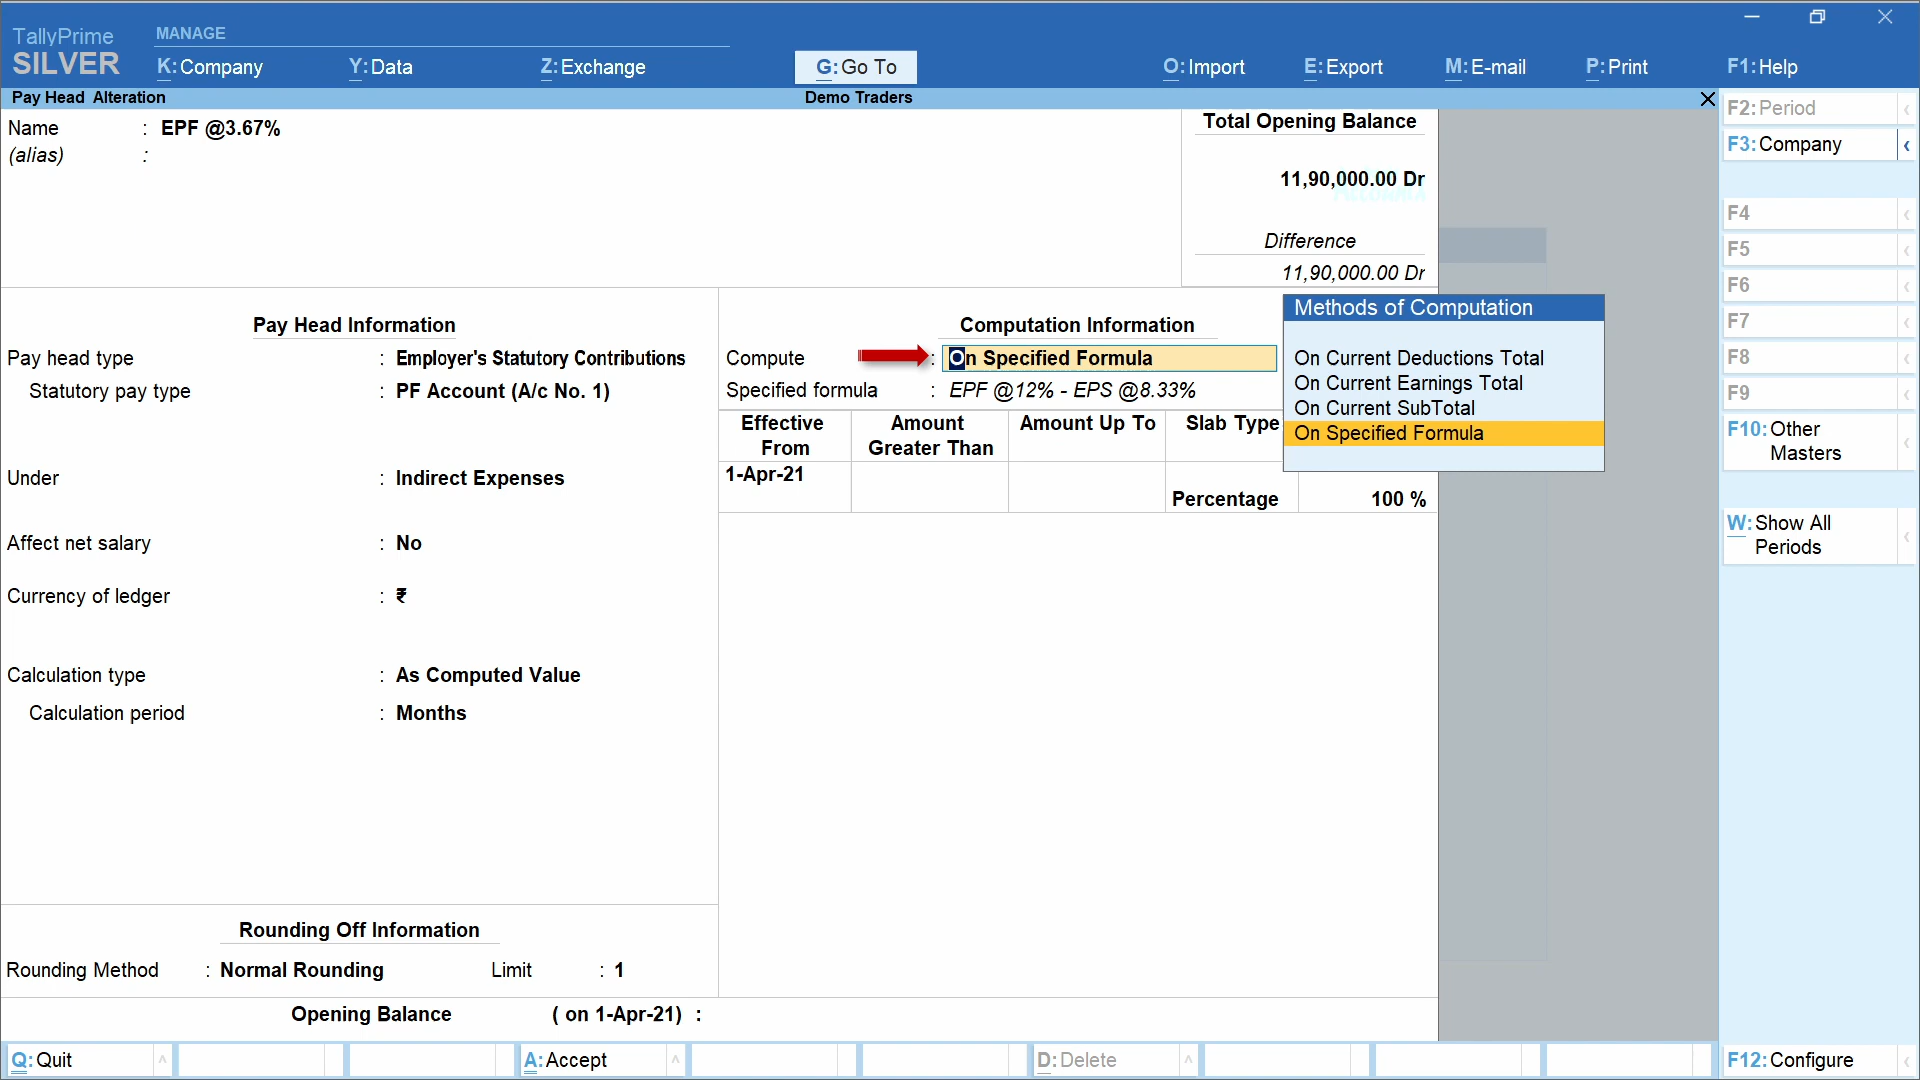 TallyPrime
SILVER
MANAGE
K:Company
Y:Data
Z:Exchange
G:Go To
O:Import
E:Export
M:E-mail
P:Print
F1:Help
Pay Head Alteration
Demo Traders
Name : EPF @3.67%
(alias) :
Total Opening Balance
11,90,000.00 Dr
Difference
11,90,000.00 Dr
Pay Head Information
Pay head type : Employer's Statutory Contributions
Statutory pay type : PF Account (A/c No. 1)
Under : Indirect Expenses
Affect net salary : No
Currency of ledger : ₹
Calculation type : As Computed Value
Calculation period : Months
Computation Information
Compute : On Specified Formula
Specified formula : EPF @12% - EPS @8.33%
Effective From
Amount Greater Than
Amount Up To
Slab Type
1-Apr-21
Percentage 100 %
Methods of Computation
On Current Deductions Total
On Current Earnings Total
On Current SubTotal
On Specified Formula
Rounding Off Information
Rounding Method : Normal Rounding Limit : 1
Opening Balance ( on 1-Apr-21) :
F2:Period
F3:Company
F4
F5
F6
F7
F8
F9
F10:Other
Masters
W:Show All
Periods
Q:Quit
A:Accept
D:Delete
F12:Configure